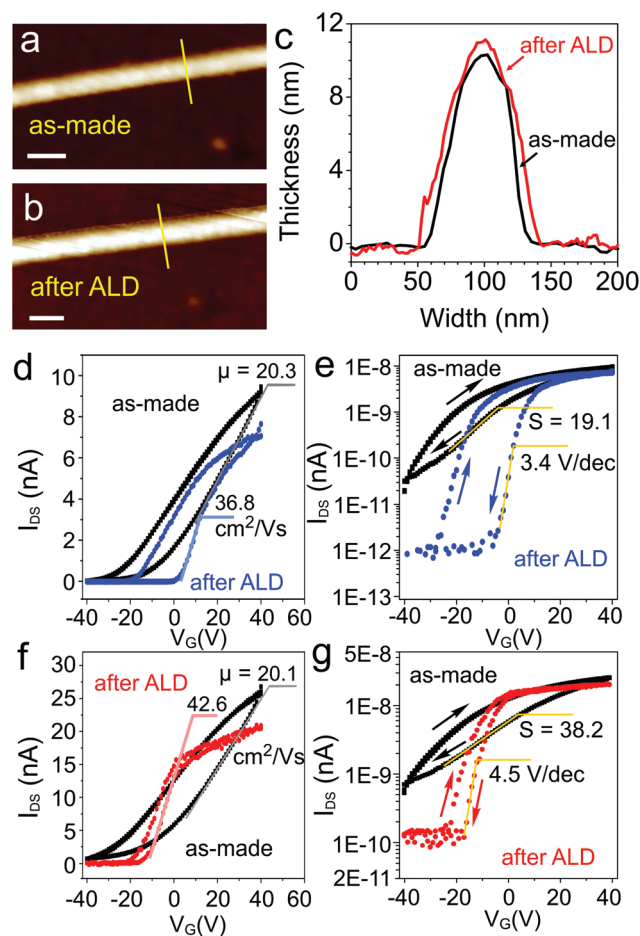 a
as-made
b
after ALD
c
Thickness (nm)
12
8
4
0
after ALD
as-made
0 50 100 150 200
Width (nm)
d
I_DS (nA)
10
8
6
4
2
0
as-made
μ = 20.3
36.8
cm²/Vs
after ALD
-40 -20 0 20 40 60
V_G(V)
e
I_DS (nA)
1E-8
1E-9
1E-10
1E-11
1E-12
1E-13
as-made
S = 19.1
3.4 V/dec
after ALD
-40 -20 0 20 40
V_G(V)
f
I_DS (nA)
30
25
20
15
10
5
0
after ALD
μ = 20.1
42.6
cm²/Vs
as-made
-40 -20 0 20 40 60
V_G(V)
g
I_DS (nA)
5E-8
1E-8
1E-9
1E-10
2E-11
as-made
S = 38.2
4.5 V/dec
after ALD
-40 -20 0 20 40
V_G(V)